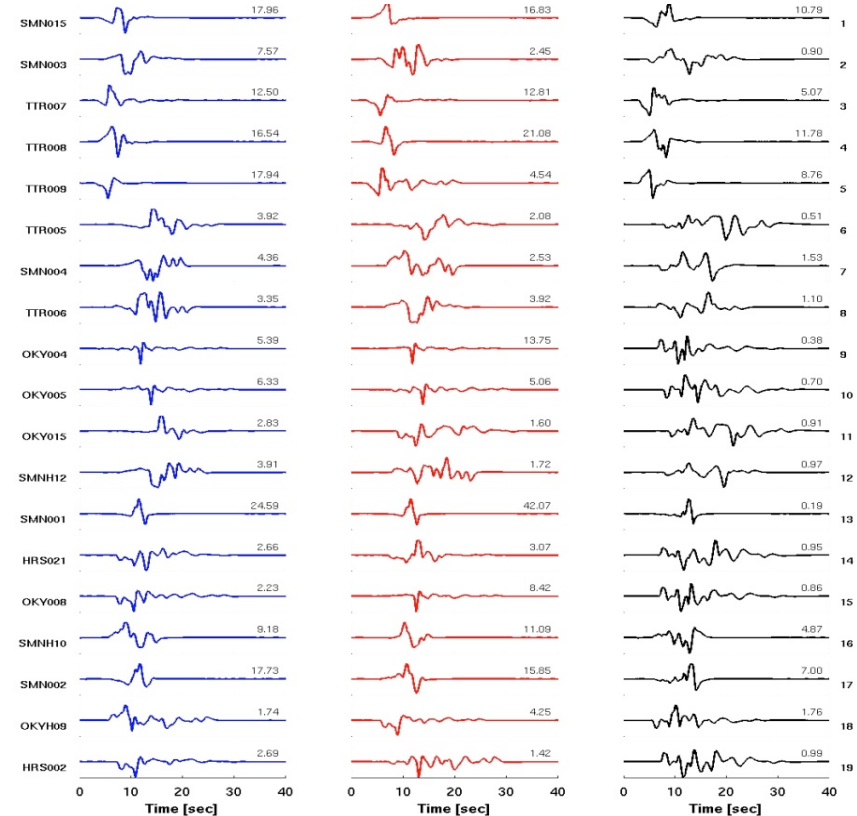 17.96 16.83 10.79
SMN015 1
7.57 2.45 0.90
SMN003 2
12.50 12.81 5.07
TTR007 3
16.54 21.08 11.78
TTR008 4
17.94 4.54 8.76
TTR009 5
3.92 2.08 0.51
TTR005 6
4.36 2.53 1.53
SMN004 7
3.35 3.92 1.10
TTR006 8
5.39 13.75 0.38
OKY004 9
6.33 5.06 0.70
OKY005 10
2.83 1.60 0.91
OKY015 11
3.91 1.72 0.97
SMNH12 12
24.59 42.07 0.19
SMN001 13
2.66 3.07 0.95
HRS021 14
2.23 8.42 0.86
OKY008 15
9.18 11.09 4.87
SMNH10 16
17.73 15.85 7.00
SMN002 17
1.74 4.25 1.76
OKYH09 18
2.69 1.42 0.99
HRS002 19
0 10 20 30 40 0 10 20 30 40 0 10 20 30 40
Time [sec] Time [sec] Time [sec]